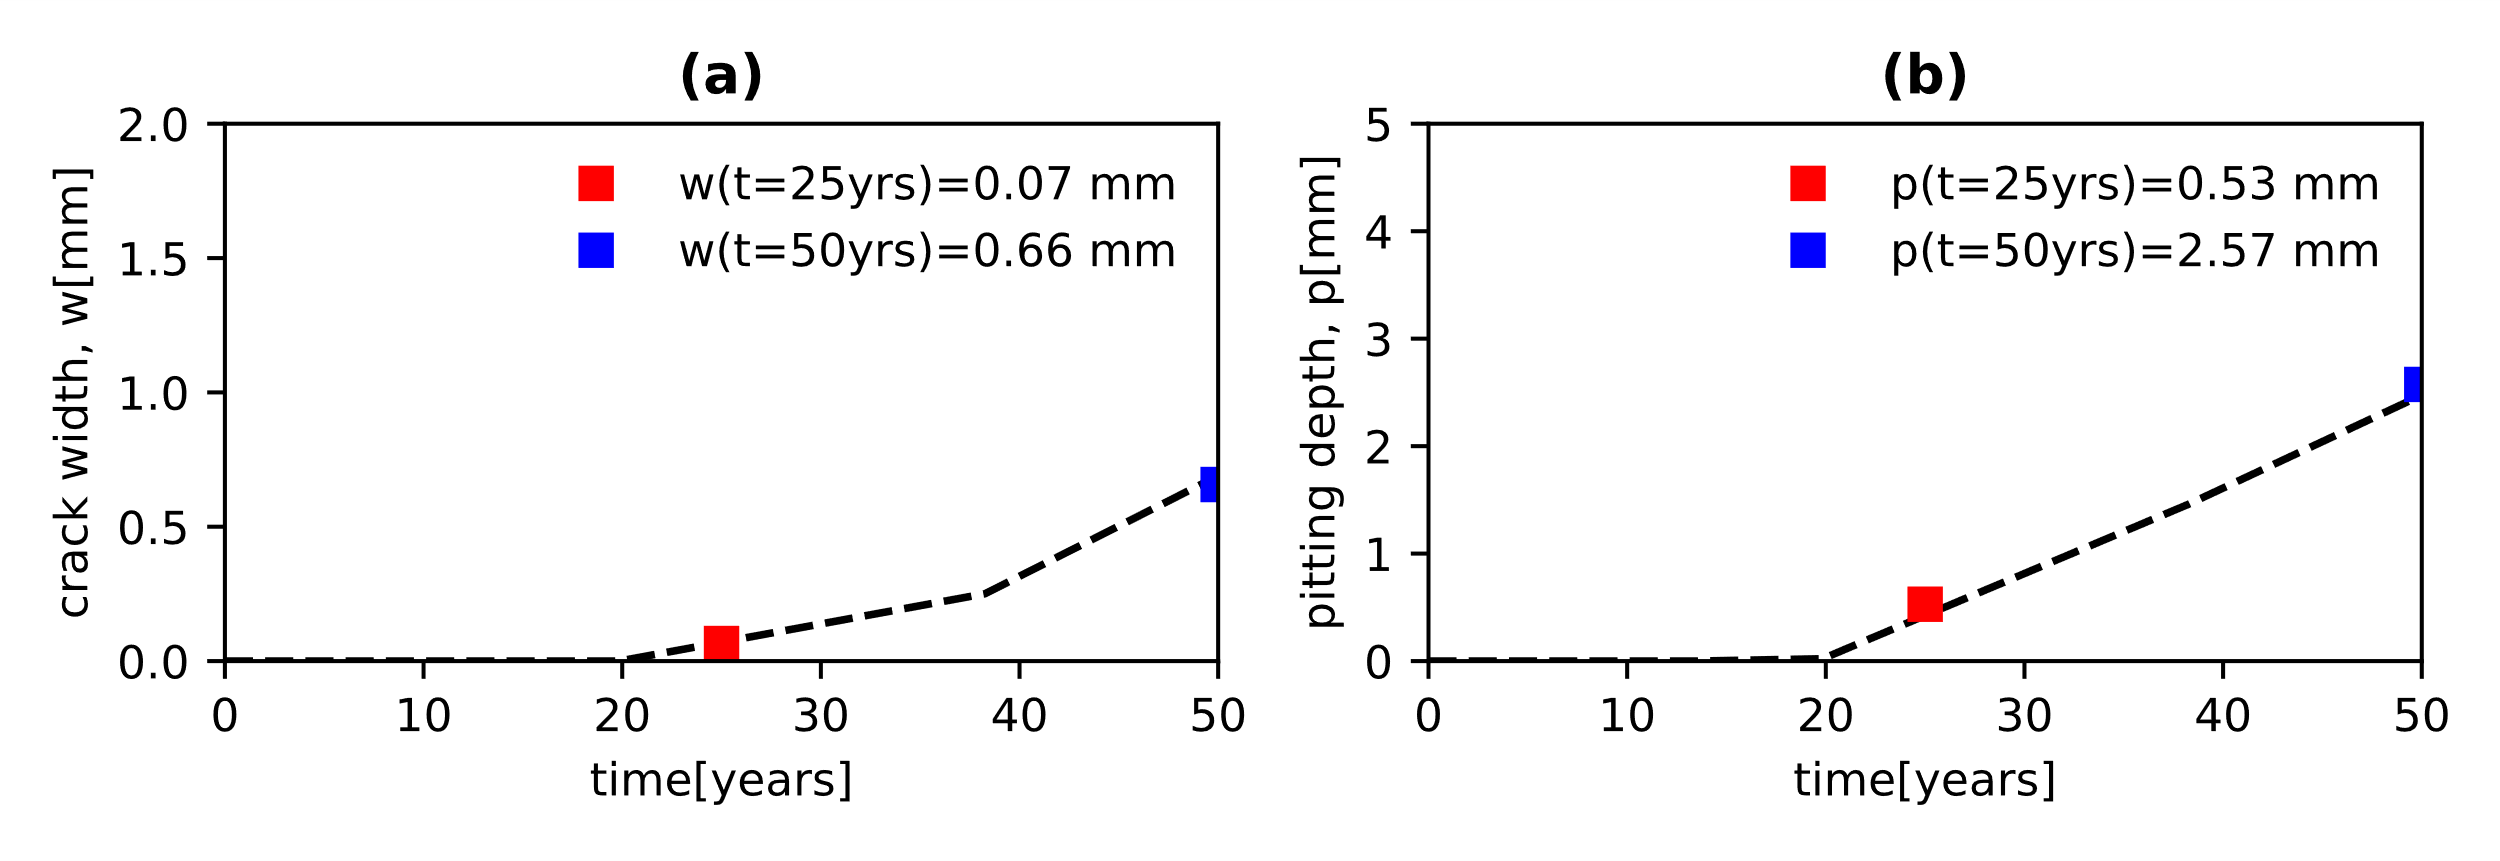 (a)
2.0
1.5
1.0
0.5
0.0
crack width, w[mm]
w(t=25yrs)=0.07 mm
w(t=50yrs)=0.66 mm
0 10 20 30 40 50
time[years]
(b)
5
4
3
2
1
0
pitting depth, p[mm]
p(t=25yrs)=0.53 mm
p(t=50yrs)=2.57 mm
0 10 20 30 40 50
time[years]